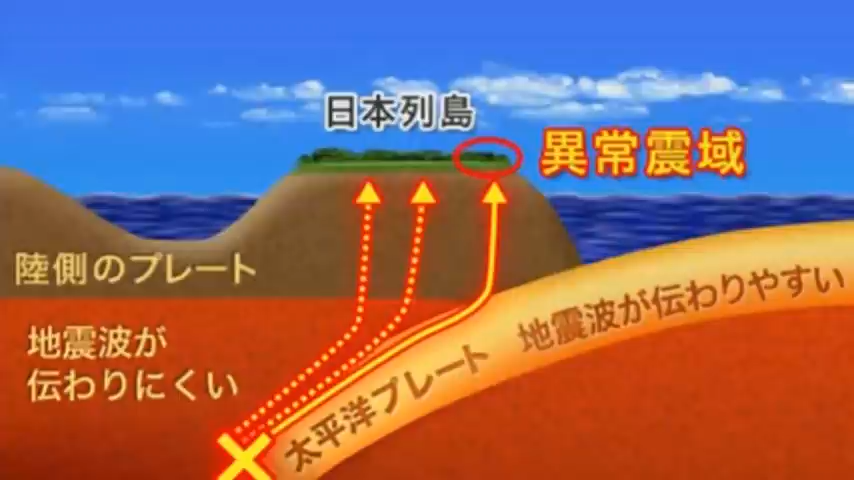 日本列島
異常震域
陸側のプレート
地震波が
伝わりにくい
太平洋プレート 地震波が伝わりやすい